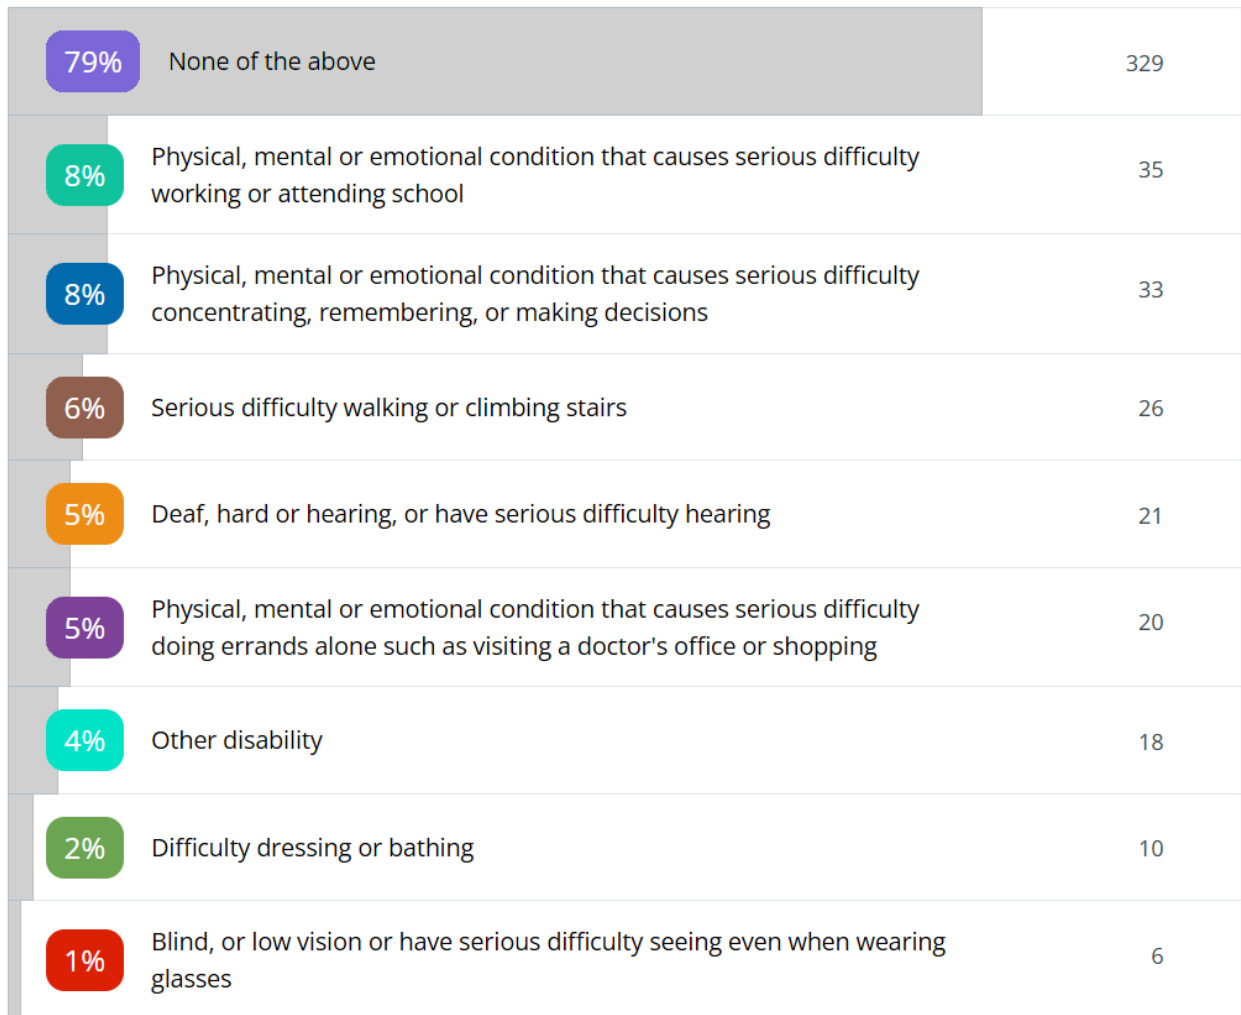 79% None of the above 329
8% Physical, mental or emotional condition that causes serious difficulty
working or attending school 35
8% Physical, mental or emotional condition that causes serious difficulty
concentrating, remembering, or making decisions 33
6% Serious difficulty walking or climbing stairs 26
5% Deaf, hard or hearing, or have serious difficulty hearing 21
5% Physical, mental or emotional condition that causes serious difficulty
doing errands alone such as visiting a doctor's office or shopping 20
4% Other disability 18
2% Difficulty dressing or bathing 10
1% Blind, or low vision or have serious difficulty seeing even when wearing
glasses 6